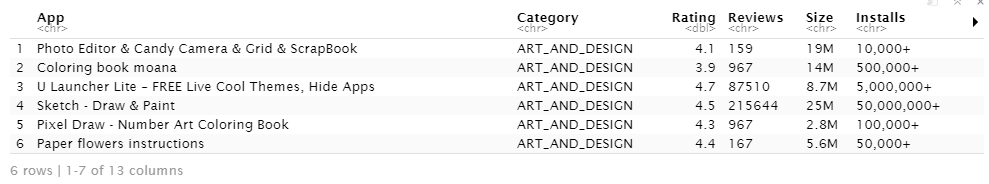 App Category Rating Reviews Size Installs
<chr> <chr> <dbl> <chr> <chr> <chr>
1 Photo Editor & Candy Camera & Grid & ScrapBook ART_AND_DESIGN 4.1 159 19M 10,000+
2 Coloring book moana ART_AND_DESIGN 3.9 967 14M 500,000+
3 U Launcher Lite – FREE Live Cool Themes, Hide Apps ART_AND_DESIGN 4.7 87510 8.7M 5,000,000+
4 Sketch - Draw & Paint ART_AND_DESIGN 4.5 215644 25M 50,000,000+
5 Pixel Draw - Number Art Coloring Book ART_AND_DESIGN 4.3 967 2.8M 100,000+
6 Paper flowers instructions ART_AND_DESIGN 4.4 167 5.6M 50,000+
6 rows | 1-7 of 13 columns